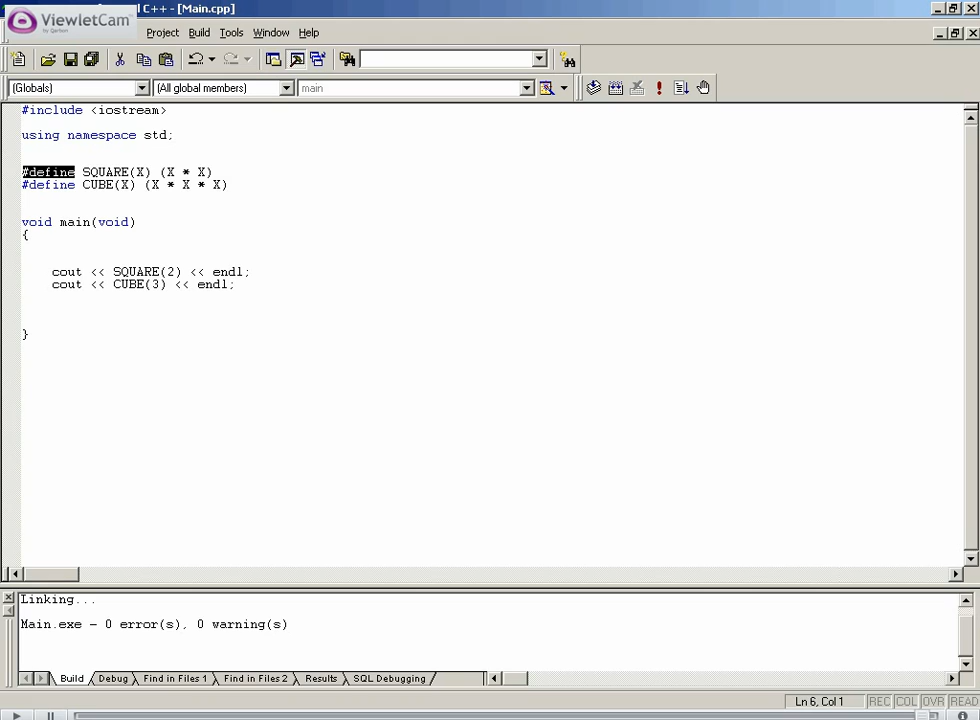 ViewletCam
by Qarbon
l C++ - [Main.cpp]
Project Build Tools Window Help
(Globals) (All global members) main
#include <iostream>
using namespace std;
#define SQUARE(X) (X * X)
#define CUBE(X) (X * X * X)
void main(void)
{
cout << SQUARE(2) << endl;
cout << CUBE(3) << endl;
}
Linking...
Main.exe - 0 error(s), 0 warning(s)
Build Debug Find in Files 1 Find in Files 2 Results SQL Debugging
Ln 6, Col 1 REC COL OVR READ